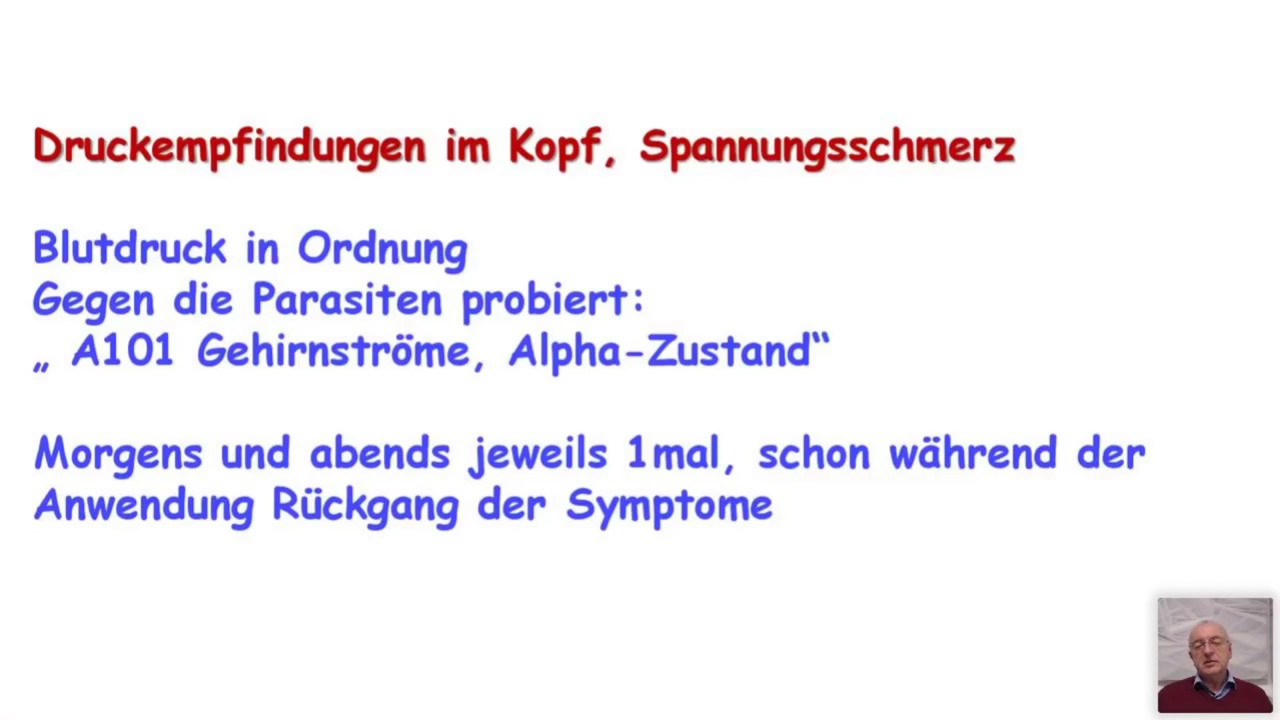 Druckempfindungen im Kopf, Spannungsschmerz
Blutdruck in Ordnung
Gegen die Parasiten probiert:
„ A101 Gehirnströme, Alpha-Zustand“
Morgens und abends jeweils 1mal, schon während der
Anwendung Rückgang der Symptome